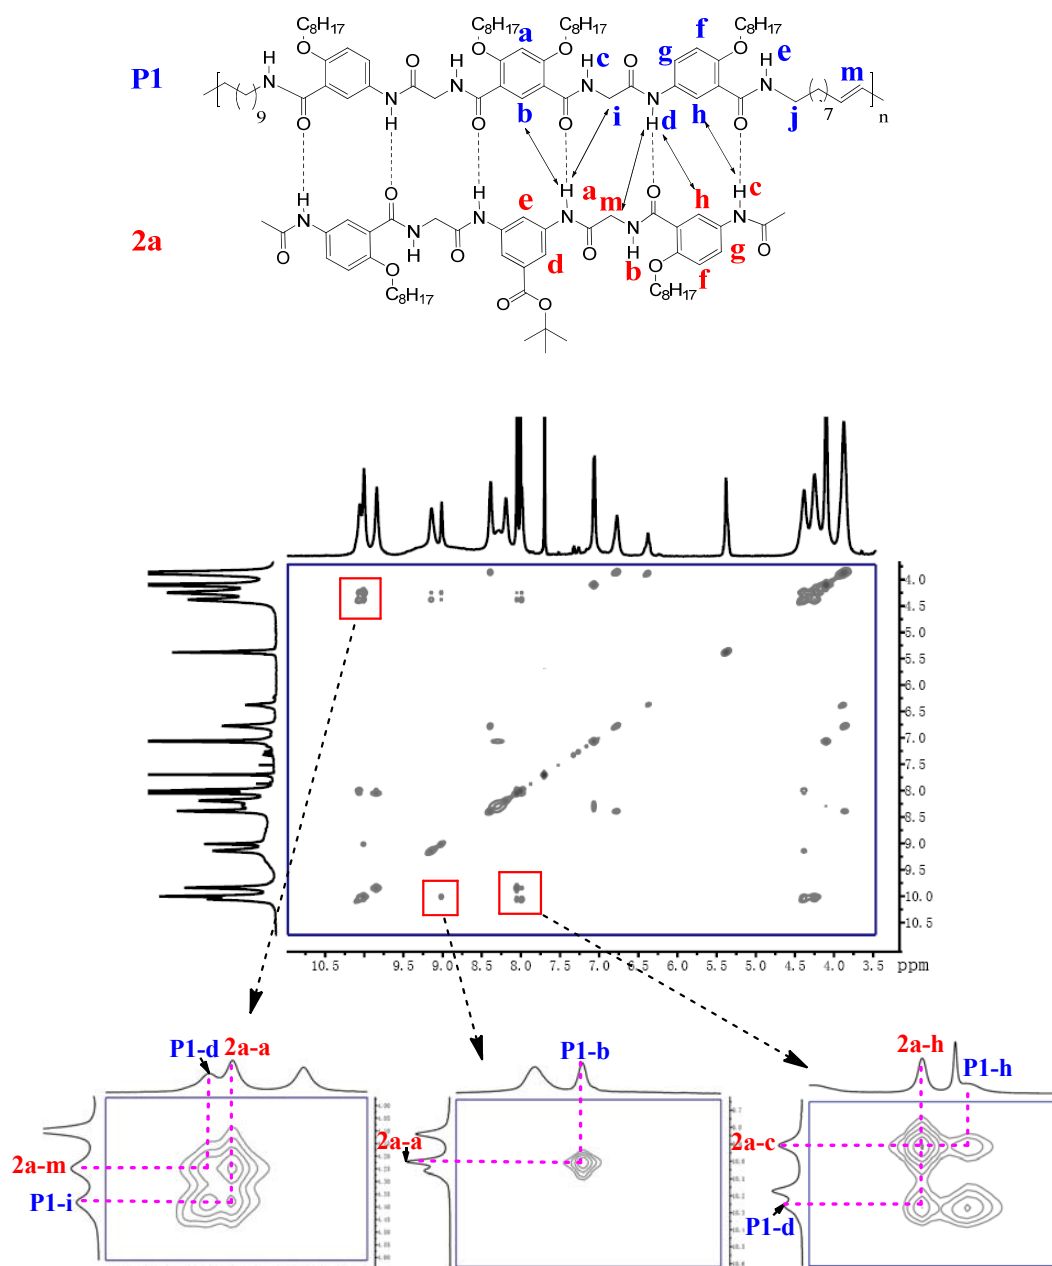 C8H17 C8H17 C8H17 C8H17
O H O O a O O H O f O e
P1 N N N c N g N m
H H H H H
N N N N N N
9 O H O b O i H d h O j 7 n
H O H H a m O h H c
N N N N N N
2a O O H O e O H b O g O
O C8H17 d O C8H17 f
O O
4.0
4.5
5.0
5.5
6.0
6.5
7.0
7.5
8.0
8.5
9.0
9.5
10.0
10.5
10.5 9.5 9.0 8.5 8.0 7.5 7.0 6.5 6.0 5.5 5.0 4.5 4.0 3.5 ppm
P1-d 2a-a P1-b 2a-h P1-h
2a-m 2a-a 2a-c
P1-i P1-d